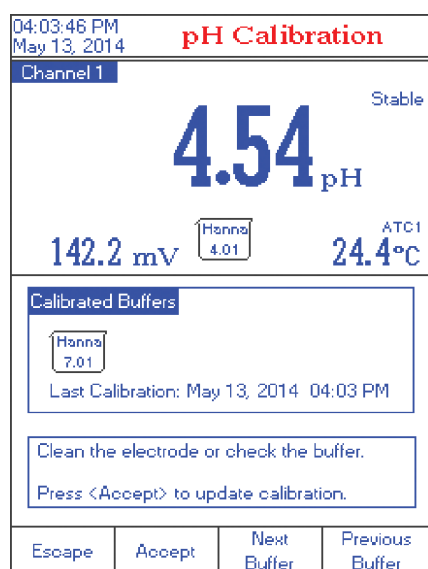 04:03:46 PM
May 13, 2014
pH Calibration
Channel 1
Stable
4.54 pH
142.2 mV
Hanna
4.01
ATC1
24.4°C
Calibrated Buffers
Hanna
7.01
Last Calibration: May 13, 2014 04:03 PM
Clean the electrode or check the buffer.
Press <Accept> to update calibration.
Escape
Accept
Next
Buffer
Previous
Buffer